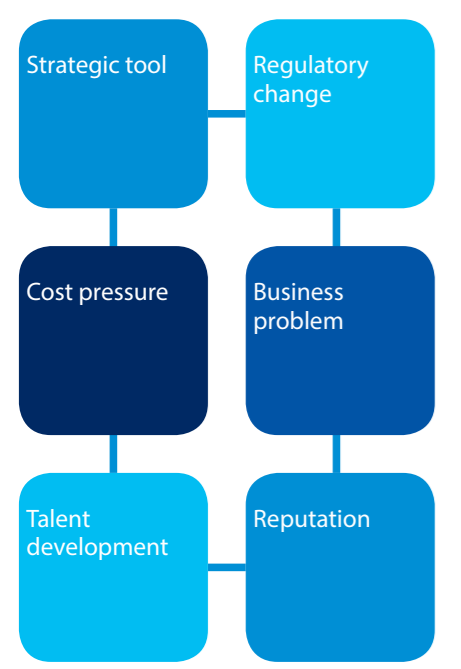 Strategic tool
Regulatory
change
Cost pressure
Business
problem
Talent
development
Reputation